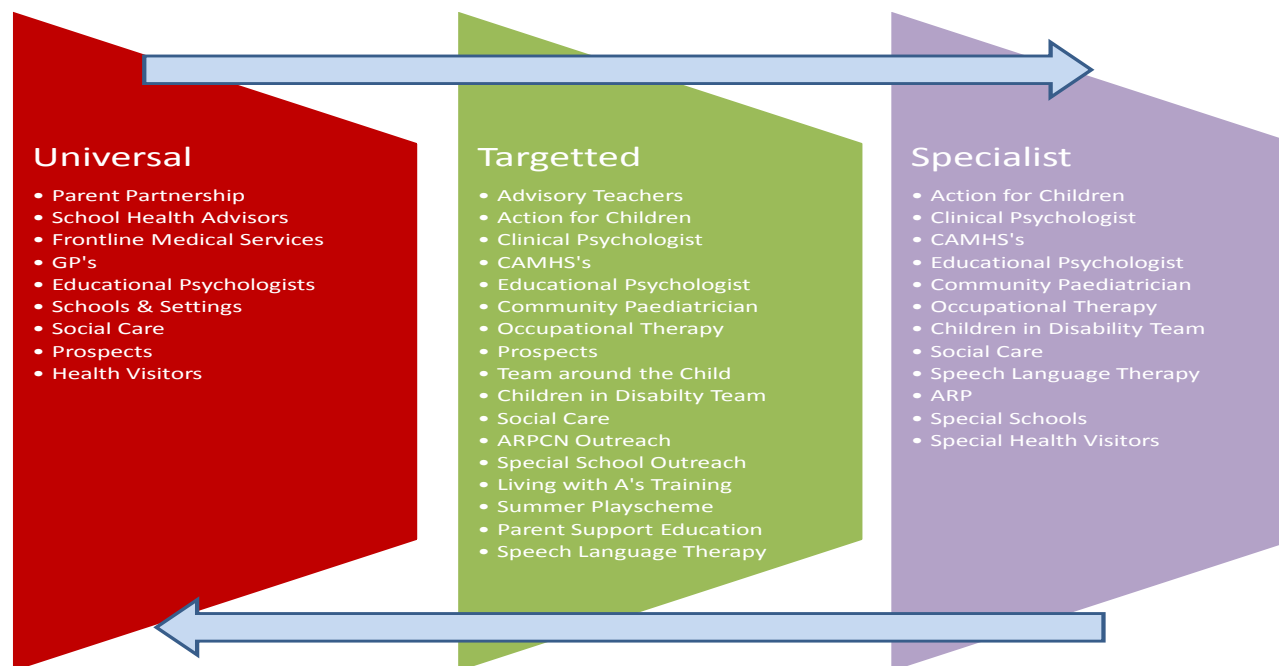 Universal
• Parent Partnership
• School Health Advisors
• Frontline Medical Services
• GP's
• Educational Psychologists
• Schools & Settings
• Social Care
• Prospects
• Health Visitors
Targetted
• Advisory Teachers
• Action for Children
• Clinical Psychologist
• CAMHS's
• Educational Psychologist
• Community Paediatrician
• Occupational Therapy
• Prospects
• Team around the Child
• Children in Disabilty Team
• Social Care
• ARPCN Outreach
• Special School Outreach
• Living with A's Training
• Summer Playscheme
• Parent Support Education
• Speech Language Therapy
Specialist
• Action for Children
• Clinical Psychologist
• CAMHS's
• Educational Psychologist
• Community Paediatrician
• Occupational Therapy
• Children in Disability Team
• Social Care
• Speech Language Therapy
• ARP
• Special Schools
• Special Health Visitors